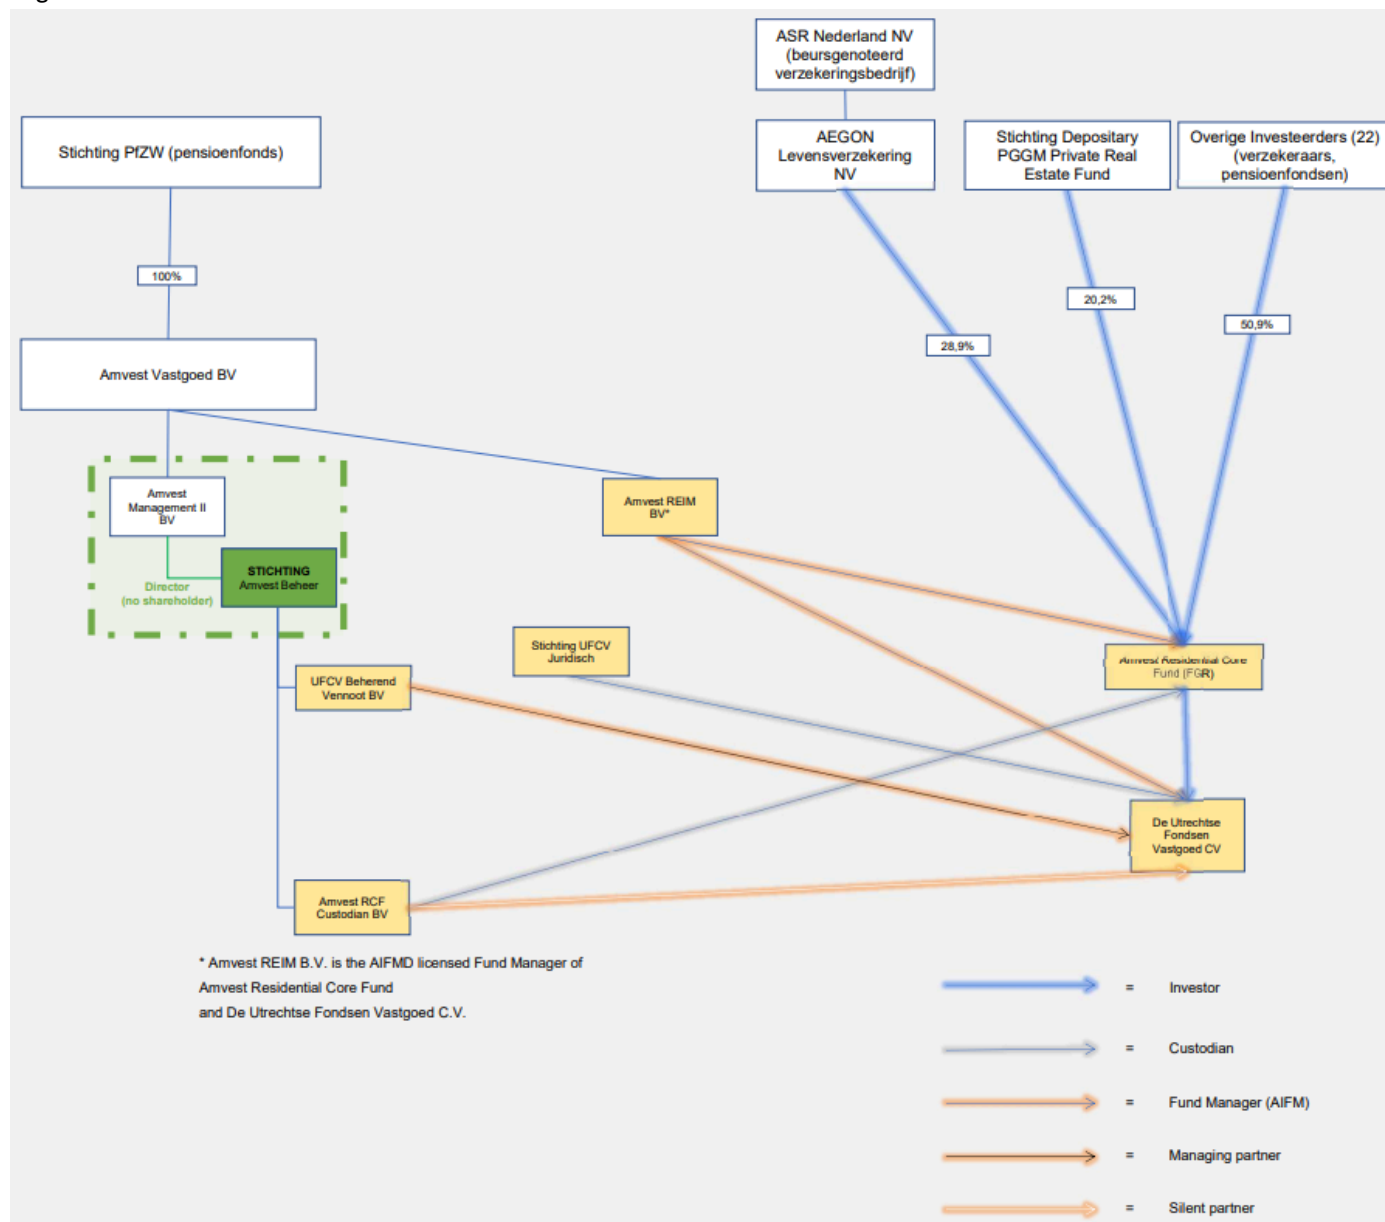 ASR Nederland NV
(beursgenoteerd
verzekeringsbedrijf)
Stichting PfZW (pensioenfonds)
AEGON
Levensverzekering
NV
Stichting Depositary
PGGM Private Real
Estate Fund
Overige Investeerders (22)
(verzekeraars,
pensioenfondsen)
100%
20,2%
50,9%
28,9%
Amvest Vastgoed BV
Amvest
Management II
BV
Amvest REIM
BV*
STICHTING
Amvest Beheer
Director
(no shareholder)
Stichting UFCV
Juridisch
UFCV Beherend
Vennoot BV
Amvest Residential Core
Fund (FGR)
De Utrechtse
Fondsen
Vastgoed CV
Amvest RCF
Custodian BV
* Amvest REIM B.V. is the AIFMD licensed Fund Manager of
Amvest Residential Core Fund
and De Utrechtse Fondsen Vastgoed C.V.
= Investor
= Custodian
= Fund Manager (AIFM)
= Managing partner
= Silent partner